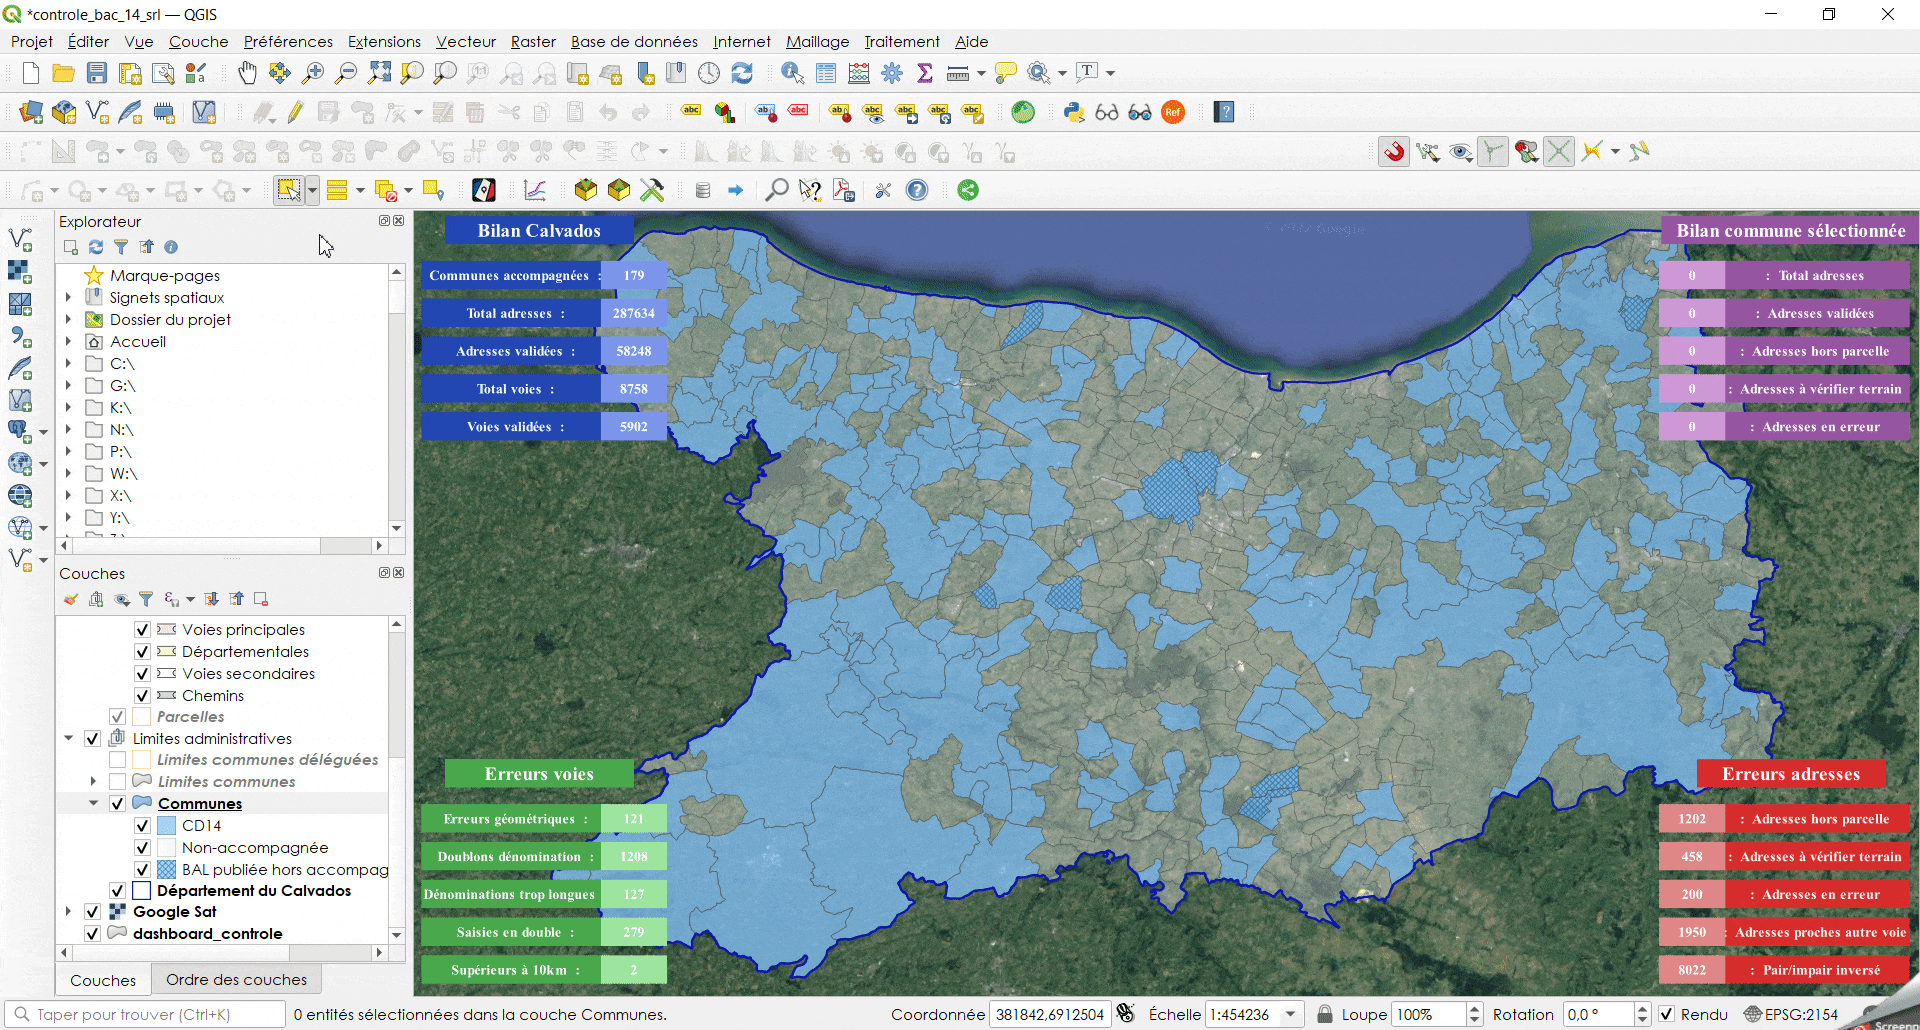 *controle_bac_14_srl — QGIS
Projet Éditer Vue Couche Préférences Extensions Vecteur Raster Base de données Internet Maillage Traitement Aide
Explorateur
Marque-pages
Signets spatiaux
Dossier du projet
Accueil
C:\
G:\
K:\
N:\
P:\
W:\
X:\
Y:\
Couches
Voies principales
Départementales
Voies secondaires
Chemins
Parcelles
Limites administratives
Limites communes déléguées
Limites communes
Communes
CD14
Non-accompagnée
BAL publiée hors accompag
Département du Calvados
Google Sat
dashboard_controle
Couches Ordre des couches
Bilan Calvados
Communes accompagnées : 179
Total adresses : 287634
Adresses validées : 58248
Total voies : 8758
Voies validées : 5902
Bilan commune sélectionnée
0 : Total adresses
0 : Adresses validées
0 : Adresses hors parcelle
0 : Adresses à vérifier terrain
0 : Adresses en erreur
Erreurs voies
Erreurs géométriques : 121
Doublons dénomination : 1208
Dénominations trop longues 127
Saisies en double : 279
Supérieurs à 10km : 2
Erreurs adresses
1202 : Adresses hors parcelle
458 : Adresses à vérifier terrain
200 : Adresses en erreur
1950 : Adresses proches autre voie
8022 : Pair/impair inversé
Taper pour trouver (Ctrl+K) 0 entités sélectionnées dans la couche Communes. Coordonnée 381842,6912504 Échelle 1:454236 Loupe 100% Rotation 0,0 ° Rendu EPSG:2154